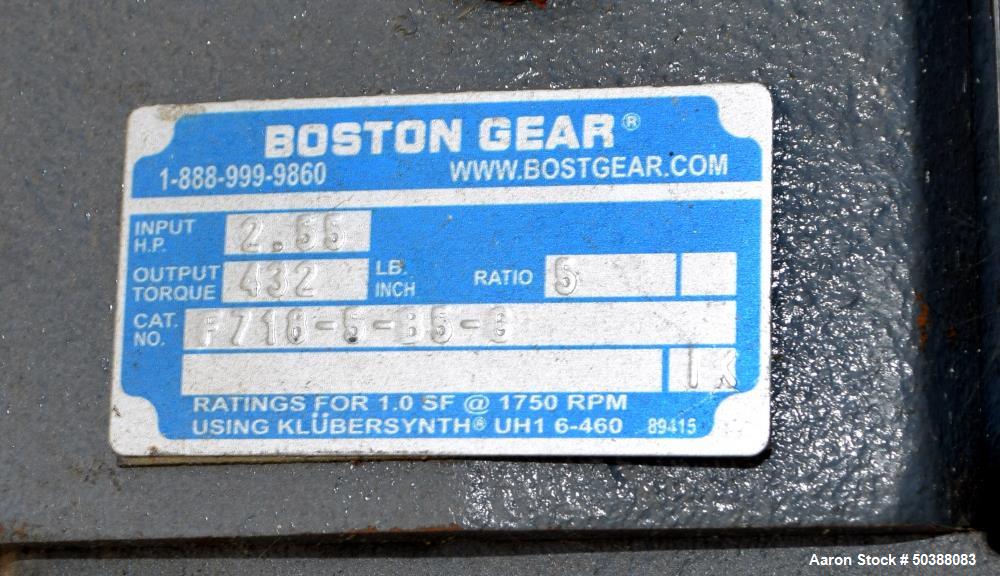 BOSTON GEAR®
1-888-999-9860 WWW.BOSTGEAR.COM
INPUT H.P. 2.55
OUTPUT TORQUE 432 LB. INCH RATIO 5
CAT. NO. F718-5-B5-G
RATINGS FOR 1.0 SF @ 1750 RPM
USING KLÜBERSYNTH® UH1 6-460 89415
Aaron Stock # 50388083